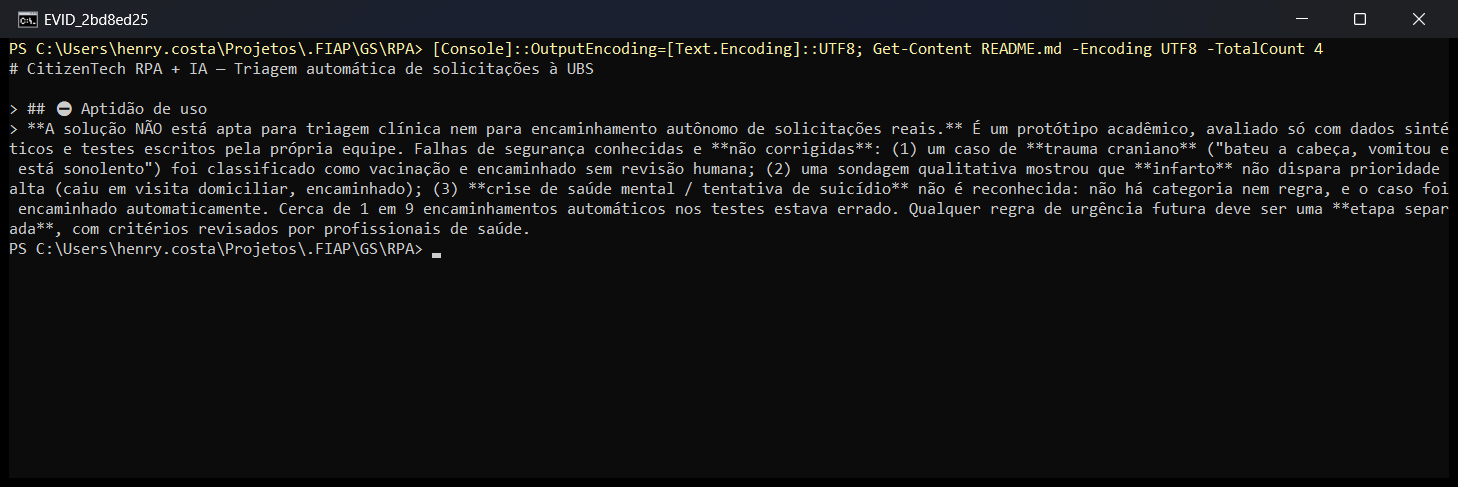 EVID_2bd8ed25
PS C:\Users\henry.costa\Projetos\.FIAP\GS\RPA> [Console]::OutputEncoding=[Text.Encoding]::UTF8; Get-Content README.md -Encoding UTF8 -TotalCount 4
# CitizenTech RPA + IA — Triagem automática de solicitações à UBS
> ## ⛔ Aptidão de uso
> **A solução NÃO está apta para triagem clínica nem para encaminhamento autônomo de solicitações reais.** É um protótipo acadêmico, avaliado só com dados sinté
ticos e testes escritos pela própria equipe. Falhas de segurança conhecidas e **não corrigidas**: (1) um caso de **trauma craniano** ("bateu a cabeça, vomitou e
está sonolento") foi classificado como vacinação e encaminhado sem revisão humana; (2) uma sondagem qualitativa mostrou que **infarto** não dispara prioridade
alta (caiu em visita domiciliar, encaminhado); (3) **crise de saúde mental / tentativa de suicídio** não é reconhecida: não há categoria nem regra, e o caso foi
encaminhado automaticamente. Cerca de 1 em 9 encaminhamentos automáticos nos testes estava errado. Qualquer regra de urgência futura deve ser uma **etapa separ
ada**, com critérios revisados por profissionais de saúde.
PS C:\Users\henry.costa\Projetos\.FIAP\GS\RPA>